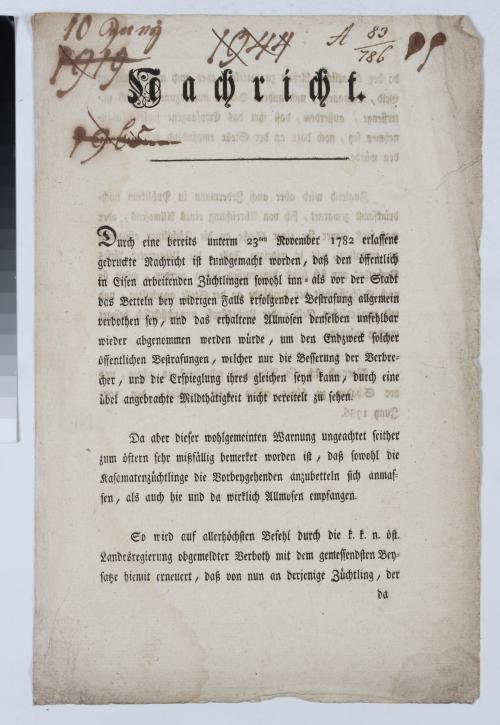 10 Juny
1919
1944
A 83/786
Nachricht.
Durch eine bereits unterm 23ten November 1782 erlassene
gedruckte Nachricht ist kundgemacht worden, daß den öffentlich
in Eisen arbeitenden Züchtlingen sowohl inn- als vor der Stadt
das Betteln bey widrigen Falls erfolgender Bestrafung allgemein
verbothen sey, und das erhaltene Allmosen denselben unfehlbar
wieder abgenommen werden würde, um den Endzweck solcher
öffentlichen Bestrafungen, welcher nur die Besserung der Verbre-
cher, und die Erspieglung ihres gleichen seyn kann, durch eine
übel angebrachte Mildthätigkeit nicht vereitelt zu sehen.
Da aber dieser wohlgemeinten Warnung ungeachtet seither
zum öftern sehr mißfällig bemerket worden ist, daß sowohl die
Kasamatenzüchtlinge die Vorbeygehenden anzubetteln sich anmas-
sen, als auch hie und da wirklich Allmosen empfangen.
So wird auf allerhöchsten Befehl durch die k. k. n. öst.
Landesregierung obgemeldter Verboth mit dem gemessendsten Bey-
satze hiemit erneuert, daß von nun an derjenige Züchtling, der
da